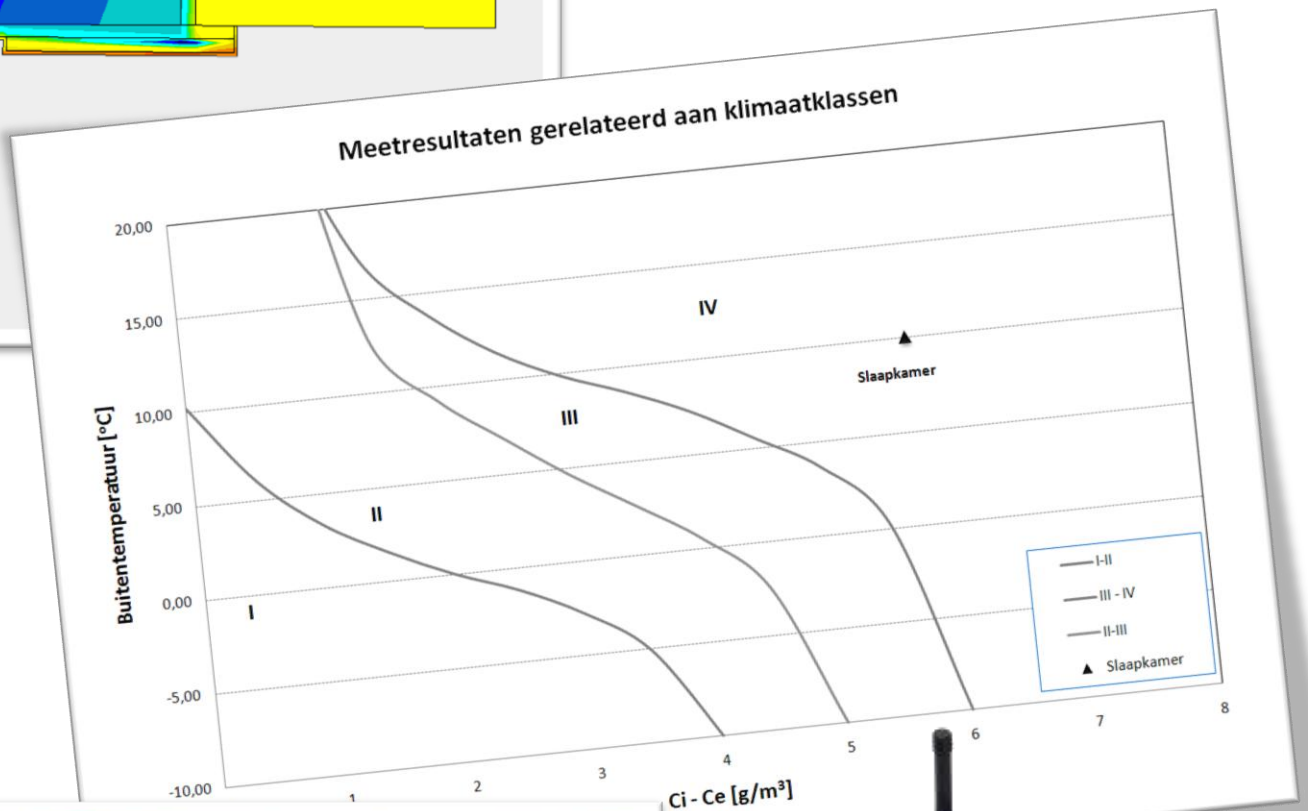 Meetresultaten gerelateerd aan klimaatklassen
Buitentemperatuur [°C]
20,00
15,00
10,00
5,00
0,00
-5,00
-10,00
IV
III
II
I
Slaapkamer
I-II
III - IV
II-III
Slaapkamer
1
2
3
4
5
6
7
8
Ci - Ce [g/m³]